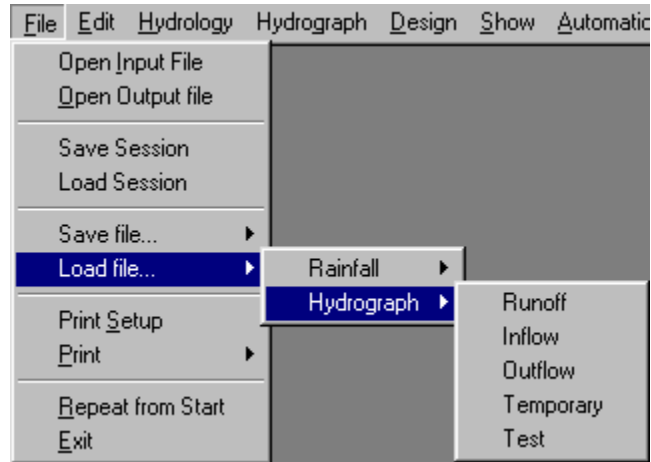 File Edit Hydrology Hydrograph Design Show Automatic
Open Input File
Open Output file
Save Session
Load Session
Save file...
Load file...
Rainfall
Hydrograph
Runoff
Inflow
Outflow
Temporary
Test
Print Setup
Print
Repeat from Start
Exit